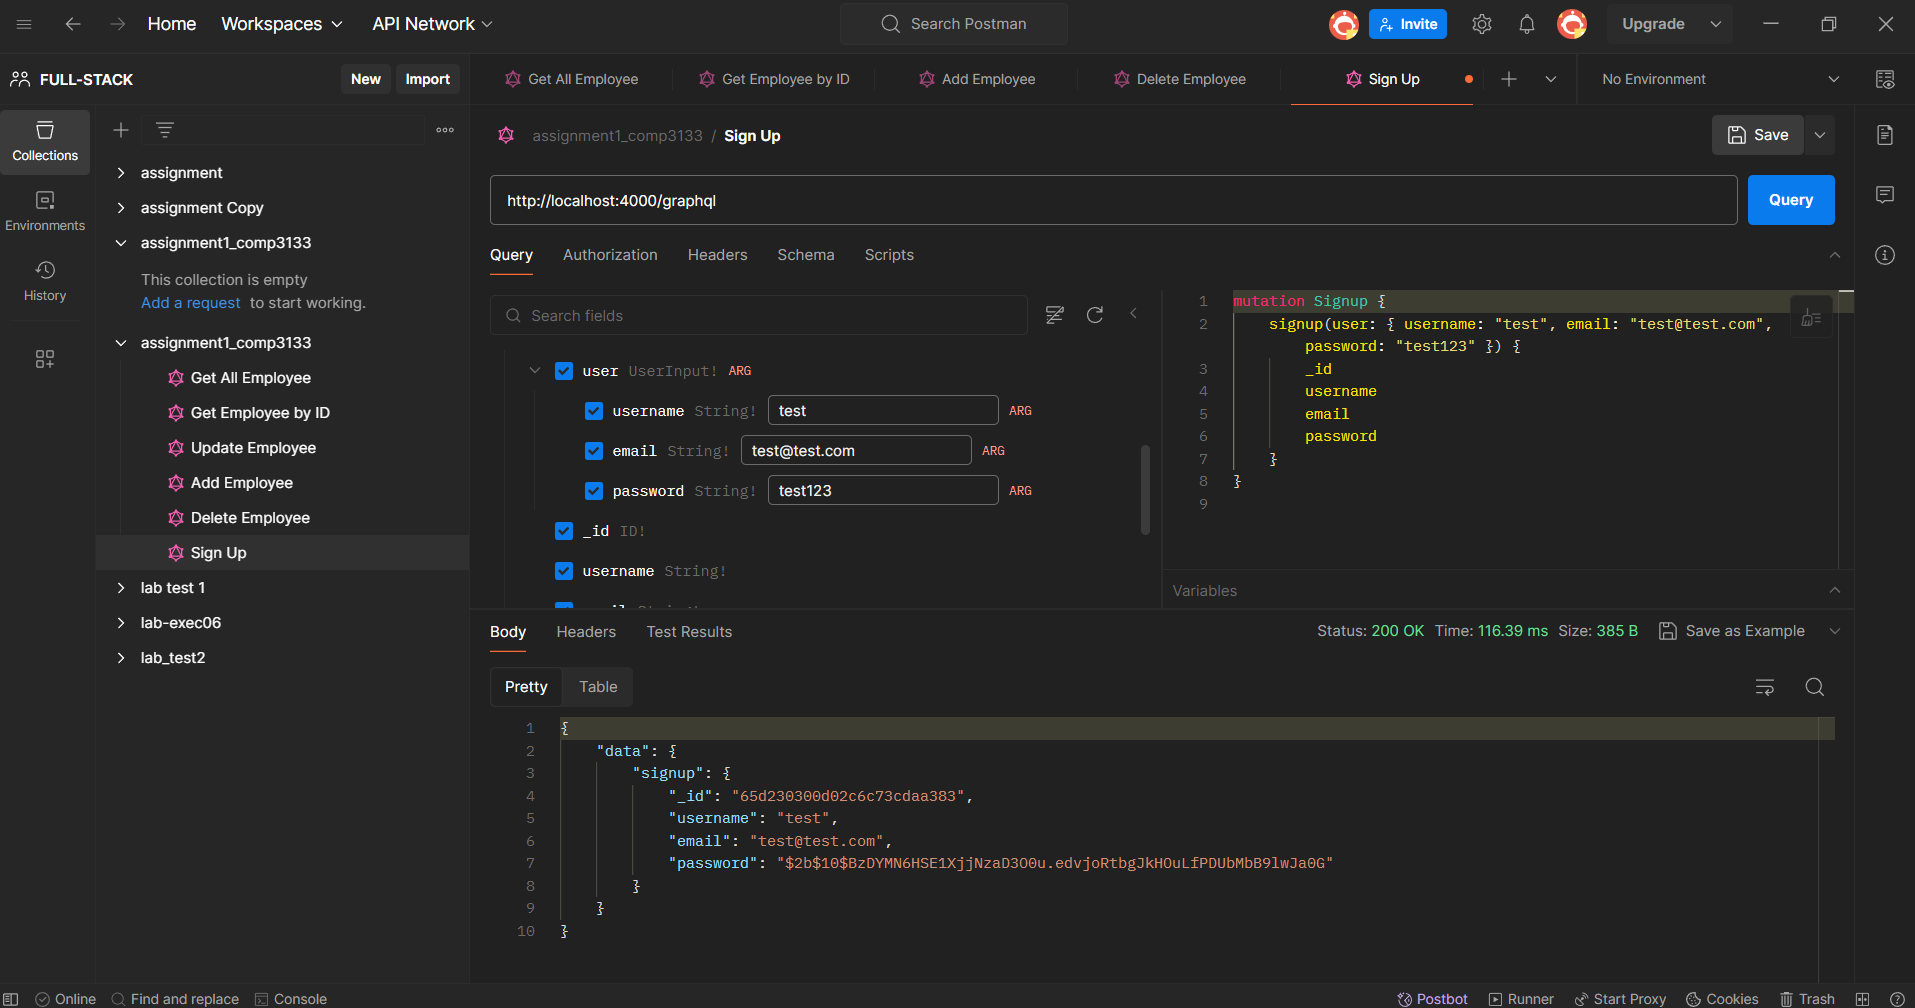 Home Workspaces API Network Search Postman Invite Upgrade
FULL-STACK New Import
Get All Employee Get Employee by ID Add Employee Delete Employee Sign Up No Environment
Collections
Environments
History
assignment
assignment Copy
assignment1_comp3133
This collection is empty
Add a request to start working.
assignment1_comp3133
Get All Employee
Get Employee by ID
Update Employee
Add Employee
Delete Employee
Sign Up
lab test 1
lab-exec06
lab_test2
assignment1_comp3133 / Sign Up Save
http://localhost:4000/graphql Query
Query Authorization Headers Schema Scripts
Search fields
user UserInput! ARG
username String! test ARG
email String! test@test.com ARG
password String! test123 ARG
_id ID!
username String!
1 mutation Signup {
2 signup(user: { username: "test", email: "test@test.com",
password: "test123" }) {
3 _id
4 username
5 email
6 password
7 }
8 }
9
Variables
Body Headers Test Results Status: 200 OK Time: 116.39 ms Size: 385 B Save as Example
Pretty Table
1 {
2 "data": {
3 "signup": {
4 "_id": "65d230300d02c6c73cdaa383",
5 "username": "test",
6 "email": "test@test.com",
7 "password": "$2b$10$BzDYMN6HSE1XjjNzaD3O0u.edvjoRtbgJkHOuLfPDUbMbB9lwJa0G"
8 }
9 }
10 }
Online Find and replace Console Postbot Runner Start Proxy Cookies Trash